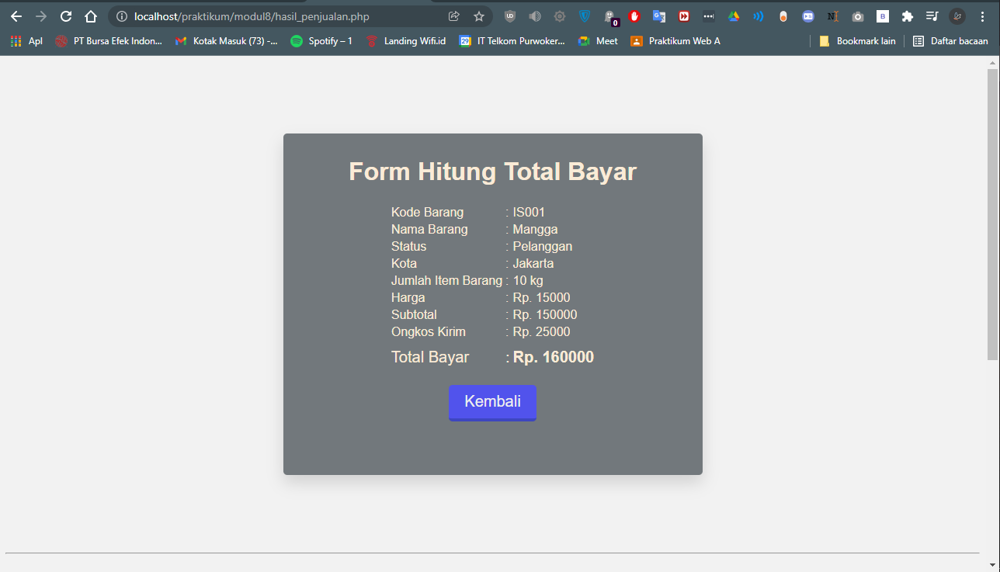 localhost/praktikum/modul8/hasil_penjualan.php
Apl PT Bursa Efek Indon... Kotak Masuk (73) -... Spotify – 1 Landing Wifi.id IT Telkom Purwoker... Meet Praktikum Web A Bookmark lain Daftar bacaan
Form Hitung Total Bayar
Kode Barang : IS001
Nama Barang : Mangga
Status : Pelanggan
Kota : Jakarta
Jumlah Item Barang : 10 kg
Harga : Rp. 15000
Subtotal : Rp. 150000
Ongkos Kirim : Rp. 25000
Total Bayar : Rp. 160000
Kembali